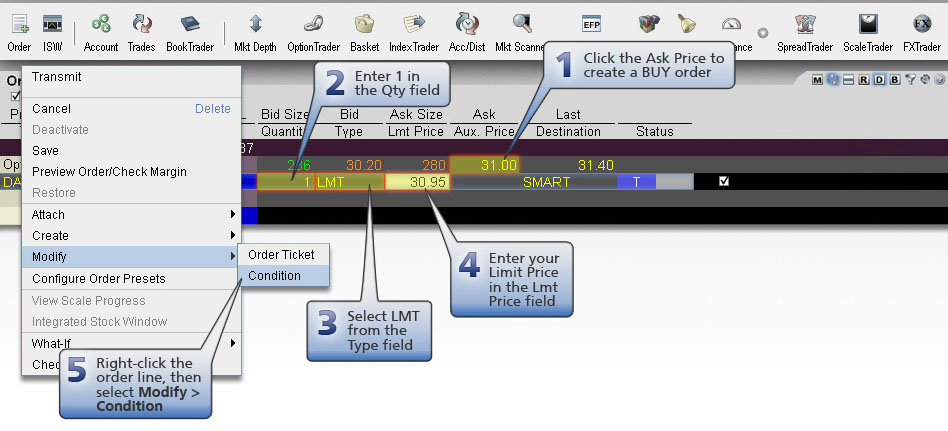 EFP
FX
Order
ISW
Account
Trades
BookTrader
Mkt Depth
OptionTrader
Basket
IndexTrader
Acc/Dist
Mkt Scann
SpreadTrader
ScaleTrader
FXTrader
1 Click the Ask Price to
create a BUY order
2 Enter 1 in
the Qty field
M
R D B
Transmit
Cancel Delete
Deactivate
Save
Preview Order/Check Margin
Restore
Attach
Create
Modify
Configure Order Presets
View Scale Progress
Integrated Stock Window
What-If
Order Ticket
Condition
Bid Size Bid Ask Size Ask Last
Quantit Type Lmt Price Aux. Price Destination Status
37
Opt 236 30.20 280 31.00 31.40
1 LMT 30.95 SMART T
4 Enter your
Limit Price
in the Lmt
Price field
3 Select LMT
from the
Type field
5 Right-click the
order line, then
select Modify >
Condition